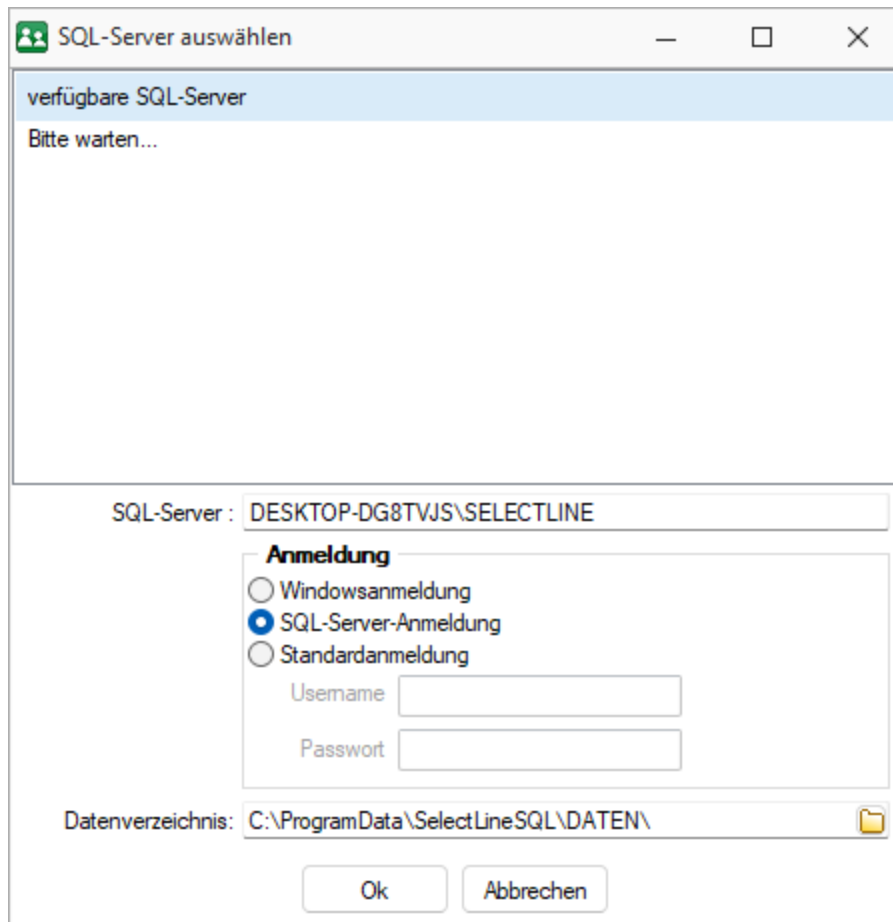 SQL-Server auswählen
verfügbare SQL-Server
Bitte warten...
SQL-Server : DESKTOP-DG8TVJS\SELECTLINE
Anmeldung
Windowsanmeldung
SQL-Server-Anmeldung
Standardanmeldung
Username
Passwort
Datenverzeichnis: C:\ProgramData\SelectLineSQL\DATEN\
Ok Abbrechen